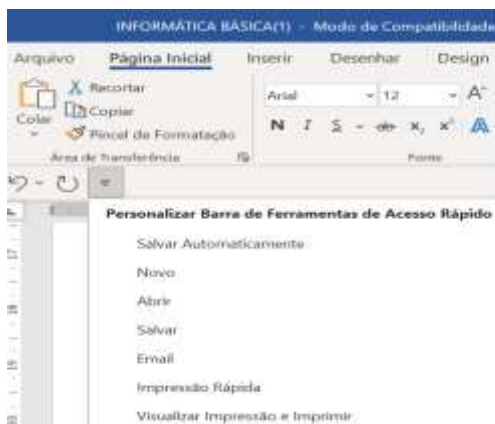 INFORMÁTICA BÁSICA(1) - Modo de Compatibilidade
Arquivo Página Inicial Inserir Desenhar Design
Recortar
Copiar
Colar
Pincel de Formatação
Arial 12 A^
N I S ab x, x² A
Área de Transferência Fonte
Personalizar Barra de Ferramentas de Acesso Rápido
Salvar Automaticamente
Novo
Abrir
Salvar
Email
Impressão Rápida
Visualizar Impressão e Imprimir